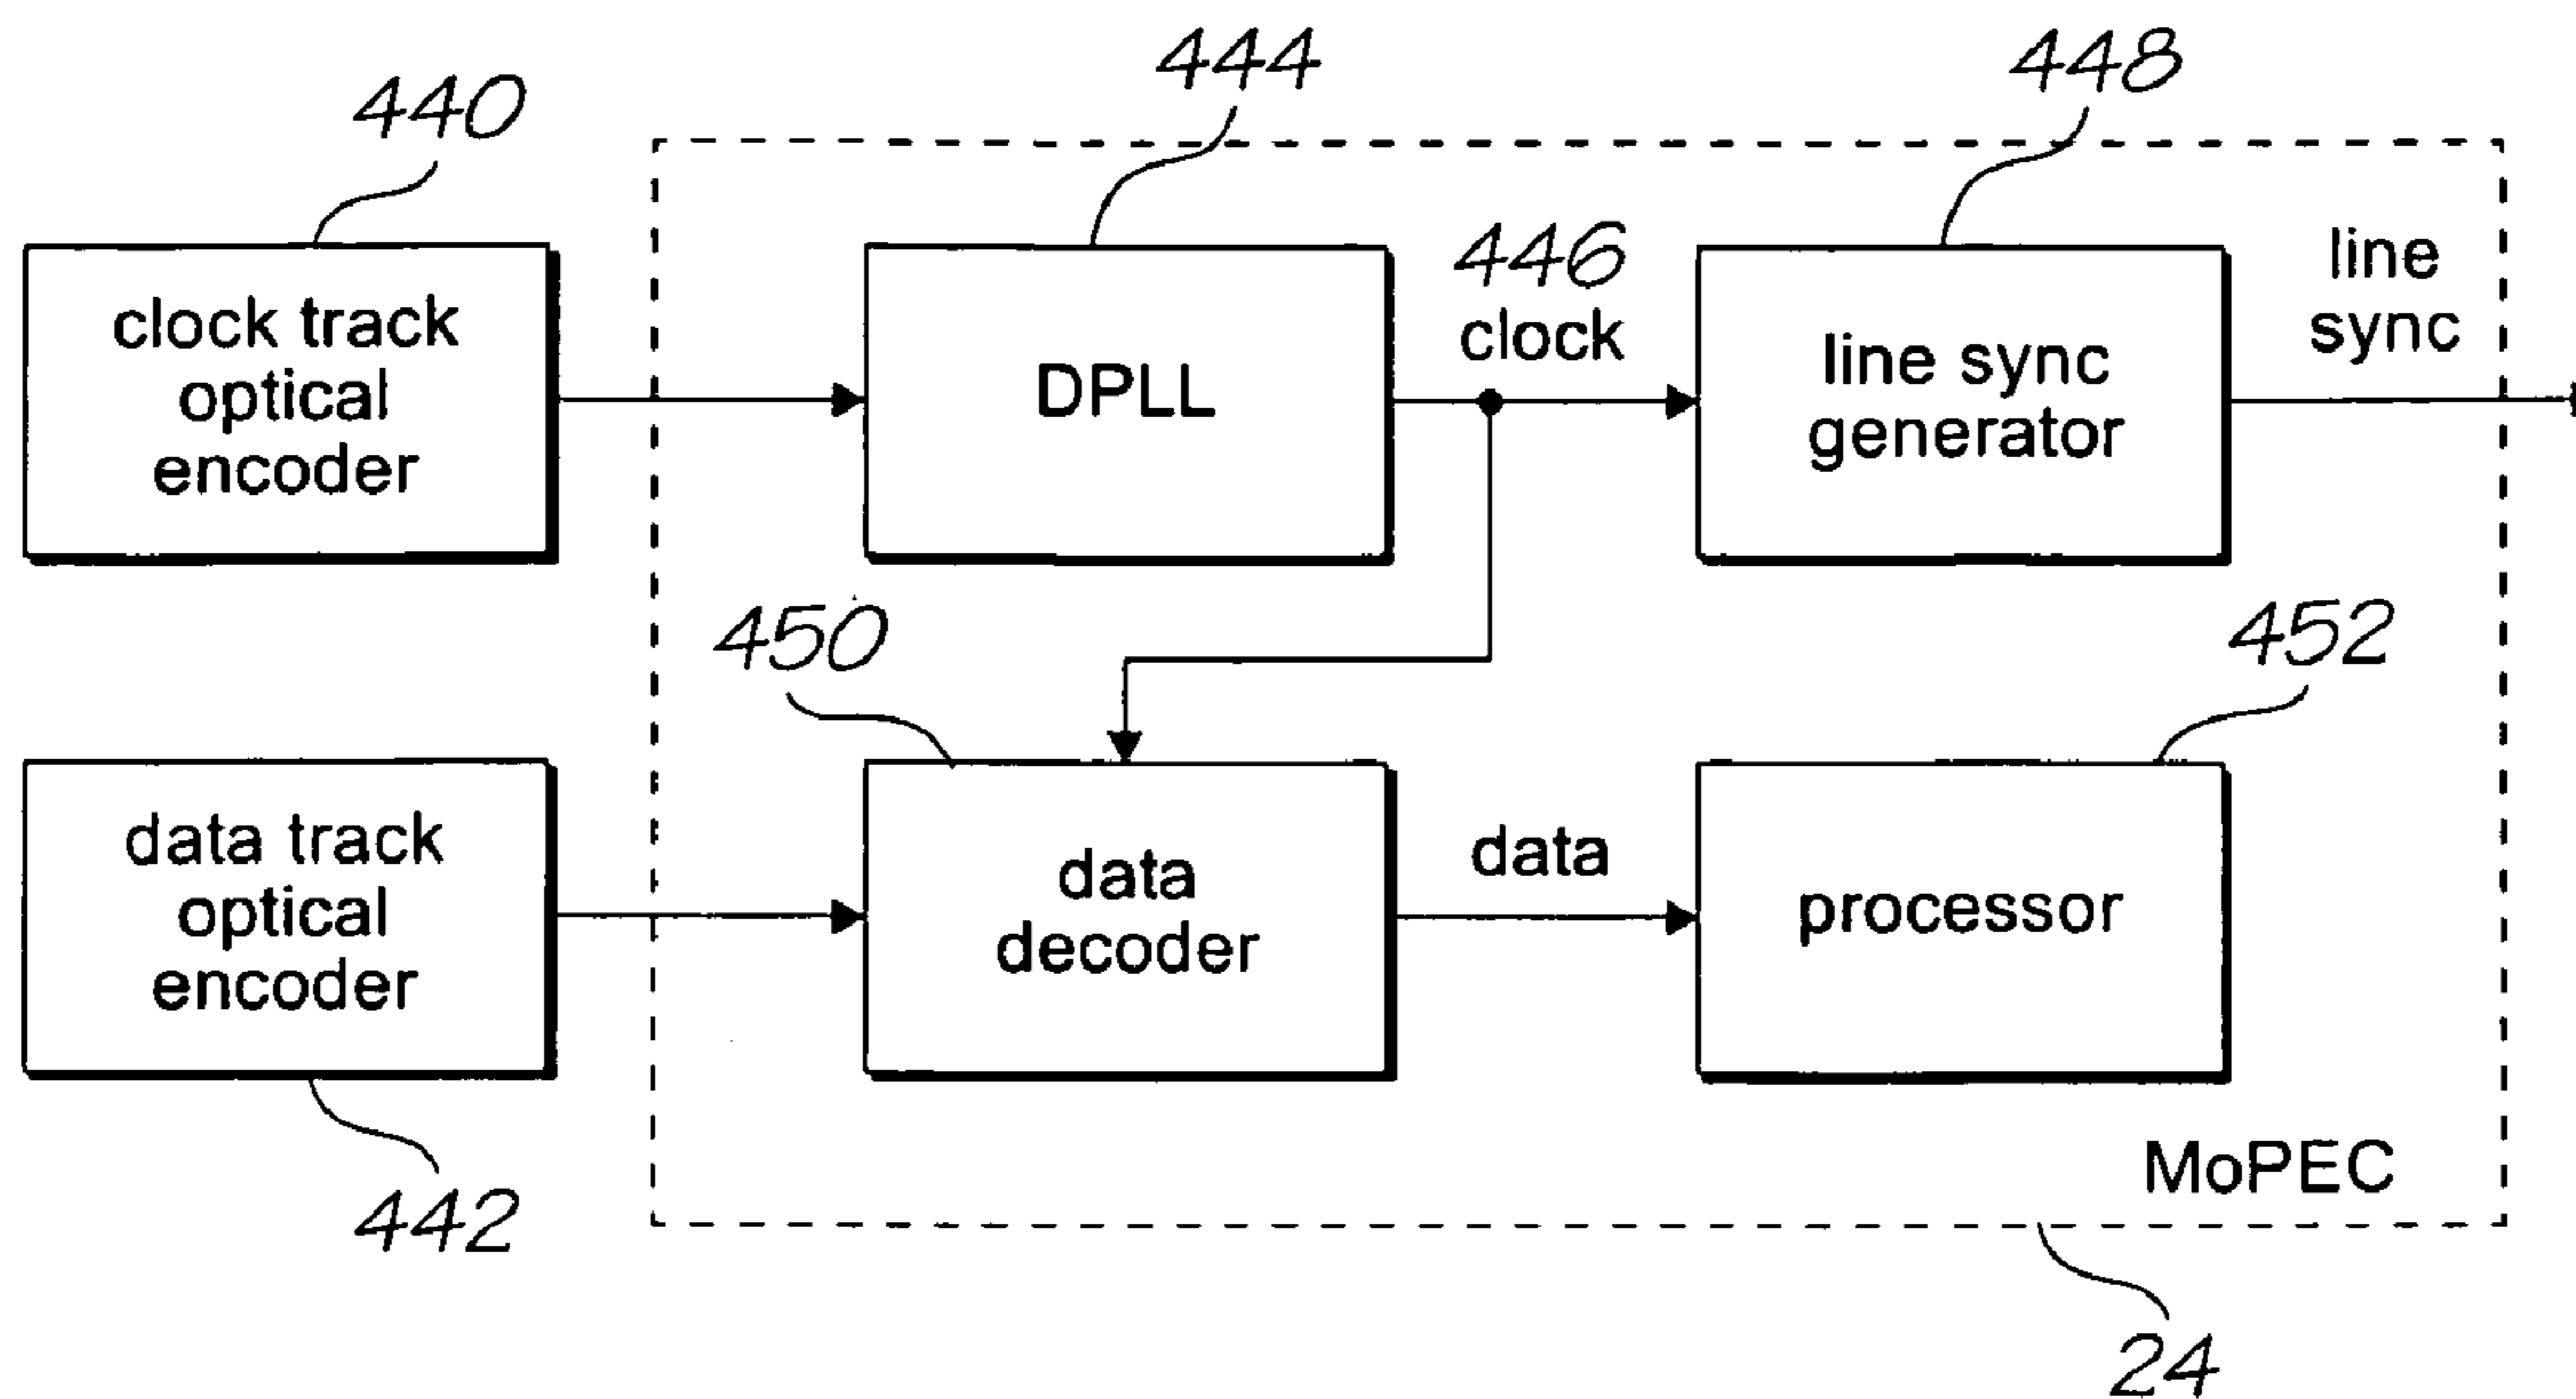 444
448
440
446
clock
line
sync
clock track
optical
encoder
DPLL
line sync
generator
450
452
data track
optical
encoder
data
decoder
data
processor
MoPEC
442
24